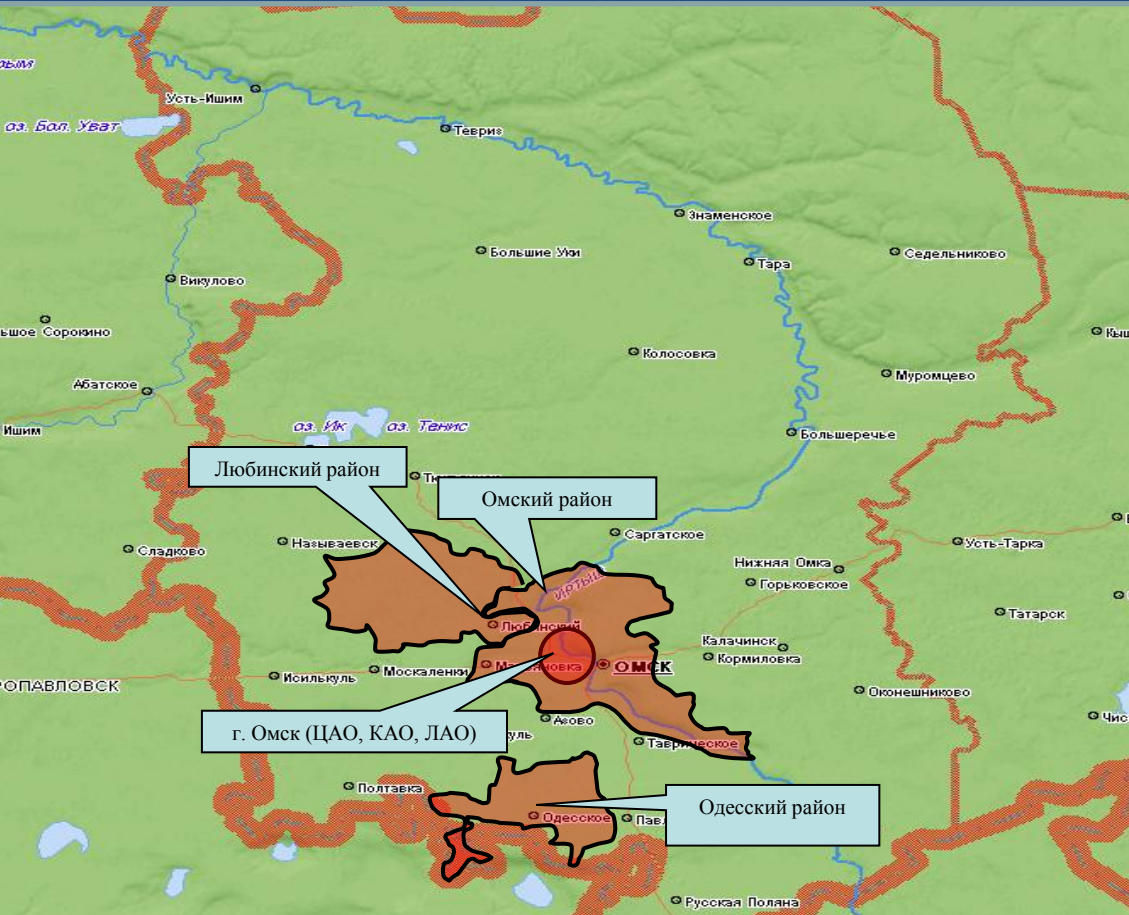 Усть-Ишим
оз. Бол. Уват
Тевриз
Знаменское
Большие Уки
Седельниково
Тара
Викулово
Колосовка
Муромцево
Абатское
Ишим
оз. Ик
оз. Тенис
Большеречье
Любинский район
Омский район
Саргатское
Называевск
Сладково
Усть-Тарка
Нижняя Омка
Горьковское
ИРТЫШ
Татарск
Любинский
Калачинск
Кормиловка
Марьяновка
ОМСК
Москаленки
Исилькуль
Оконешниково
г. Омск (ЦАО, КАО, ЛАО)
Азово
Таврическое
Полтавка
Одесский район
Одесское
Русская Поляна